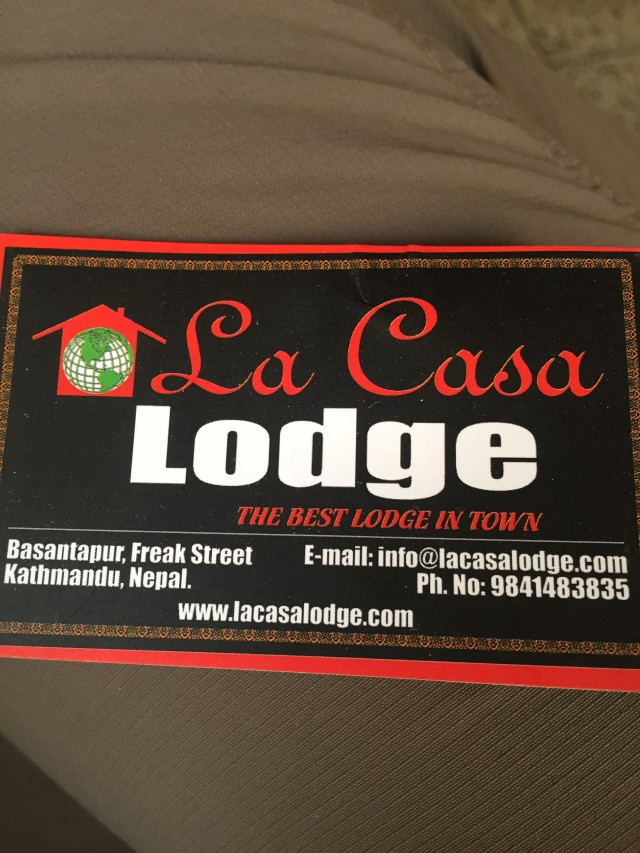 La Casa
Lodge
THE BEST LODGE IN TOWN
Basantapur, Freak Street
Kathmandu, Nepal.
E-mail: info@lacasalodge.com
Ph. No: 9841483835
www.lacasalodge.com